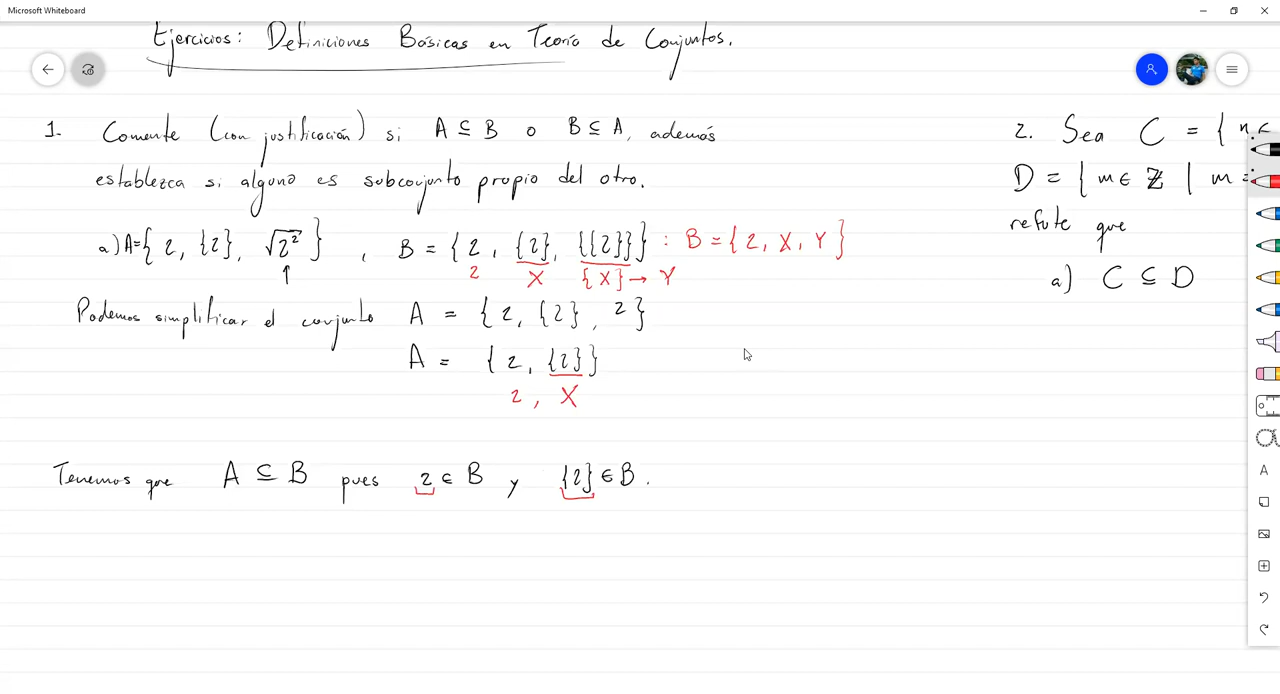 Microsoft Whiteboard
Ejercicios: Definiciones Básicas en Teoría de Conjuntos.
1. Comente (con justificación) si A ⊆ B o B ⊆ A, además
establezca si alguno es subconjunto propio del otro.
a) A={ 2, {2}, √2² } , B = { 2, {2}, {{2}} } : B = { 2, X, Y }
2 X {X} → Y
Podemos simplificar el conjunto A = { 2, {2}, 2 }
A = { 2, {2} }
2, X
Tenemos que A ⊆ B pues 2 ∈ B y {2} ∈ B.
2. Sea C = { n ∈
D = { m ∈ ℤ | m =
refute que
a) C ⊆ D
A